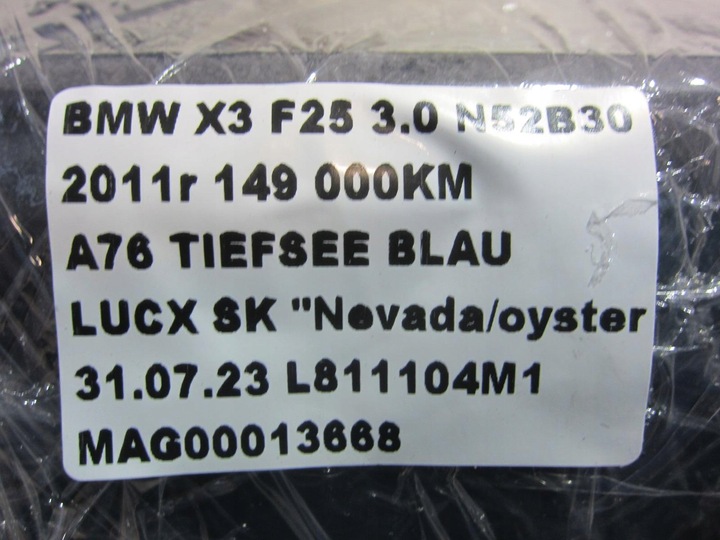 BMW X3 F25 3.0 N52B30
2011r 149 000KM
A76 TIEFSEE BLAU
LUCX SK "Nevada/oyster
31.07.23 L811104M1
MAG00013668